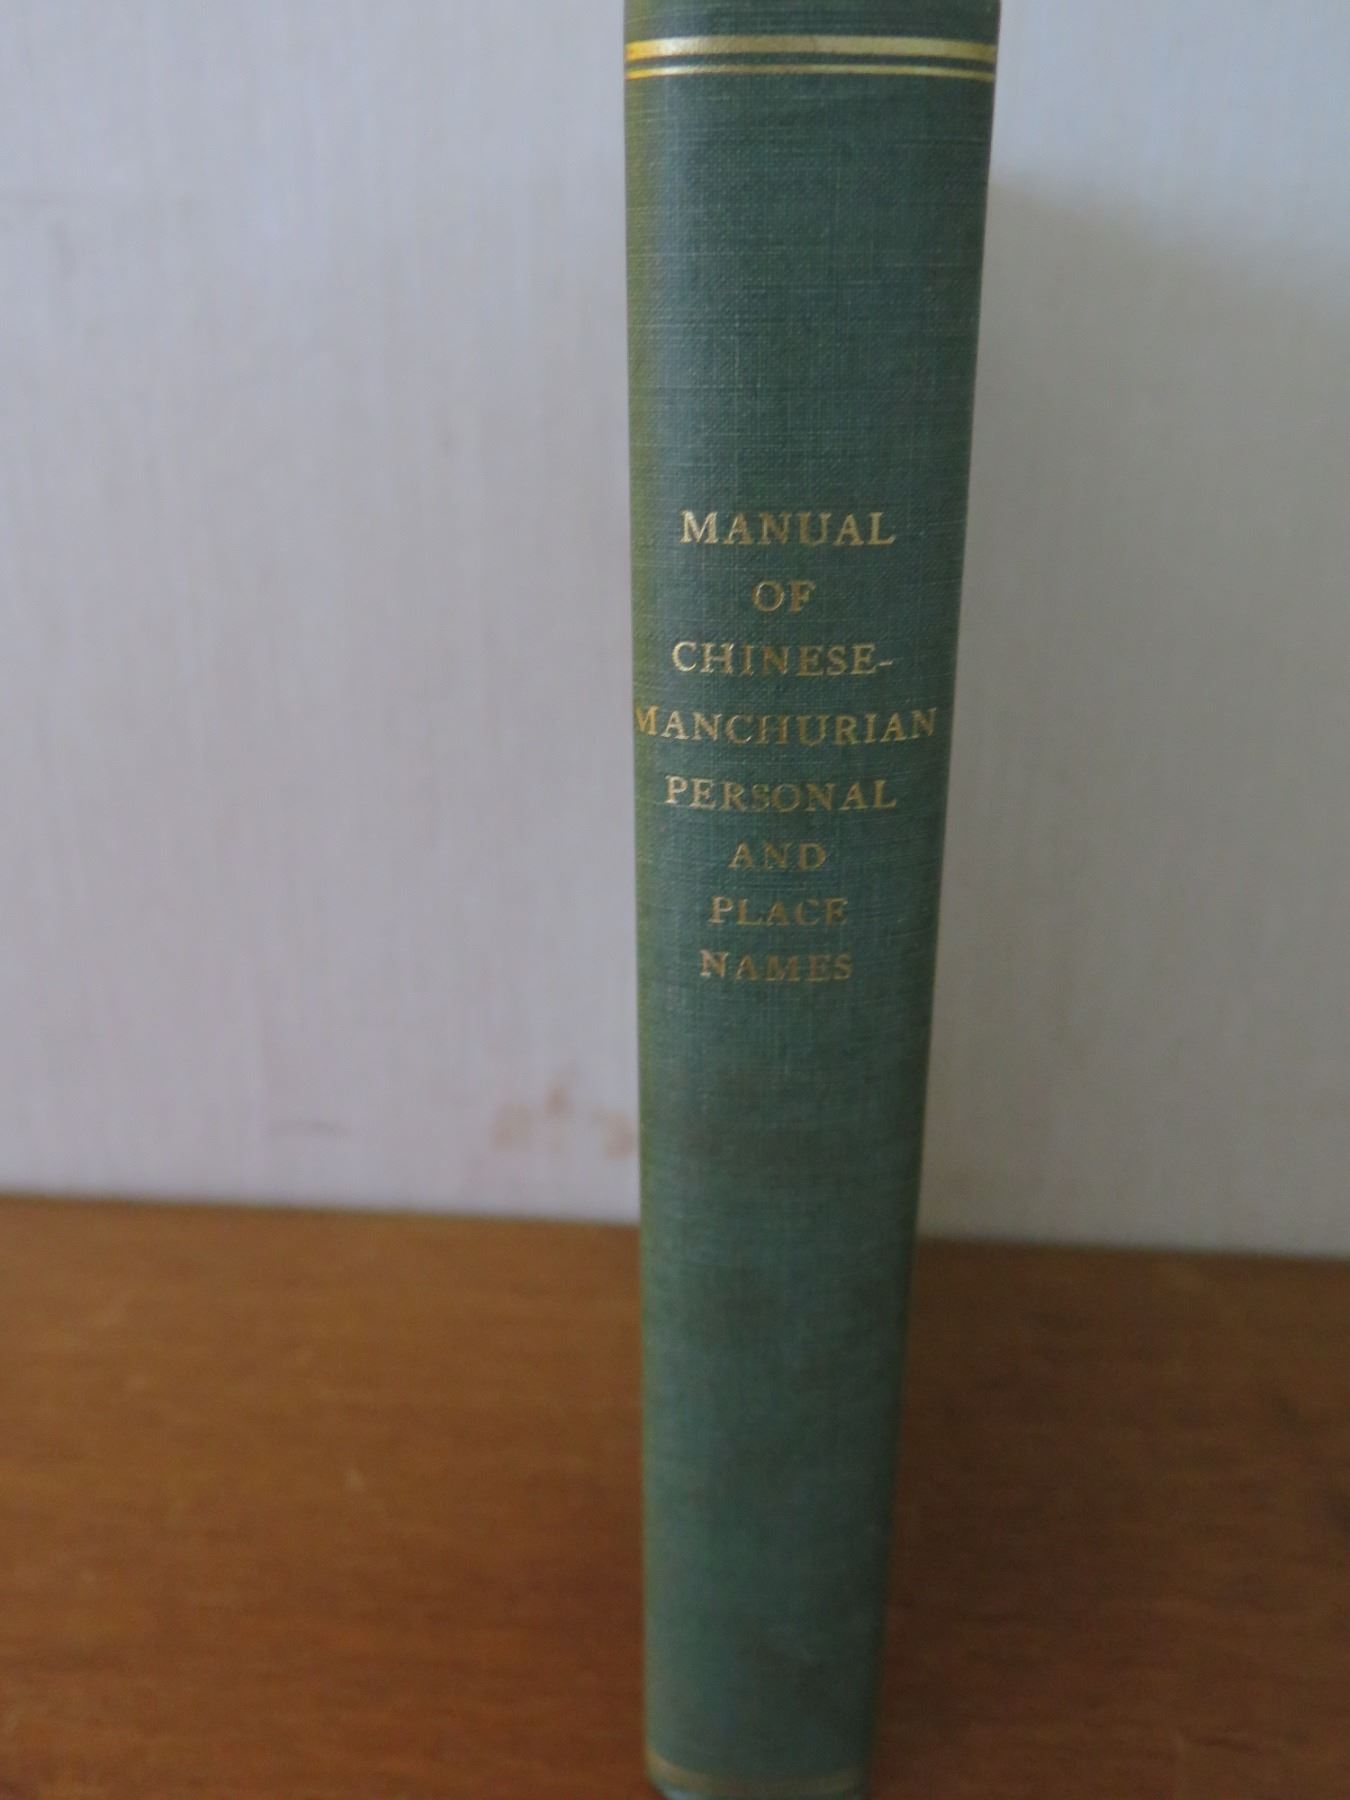 MANUAL
OF
CHINESE-
MANCHURIAN
PERSONAL
AND
PLACE
NAMES